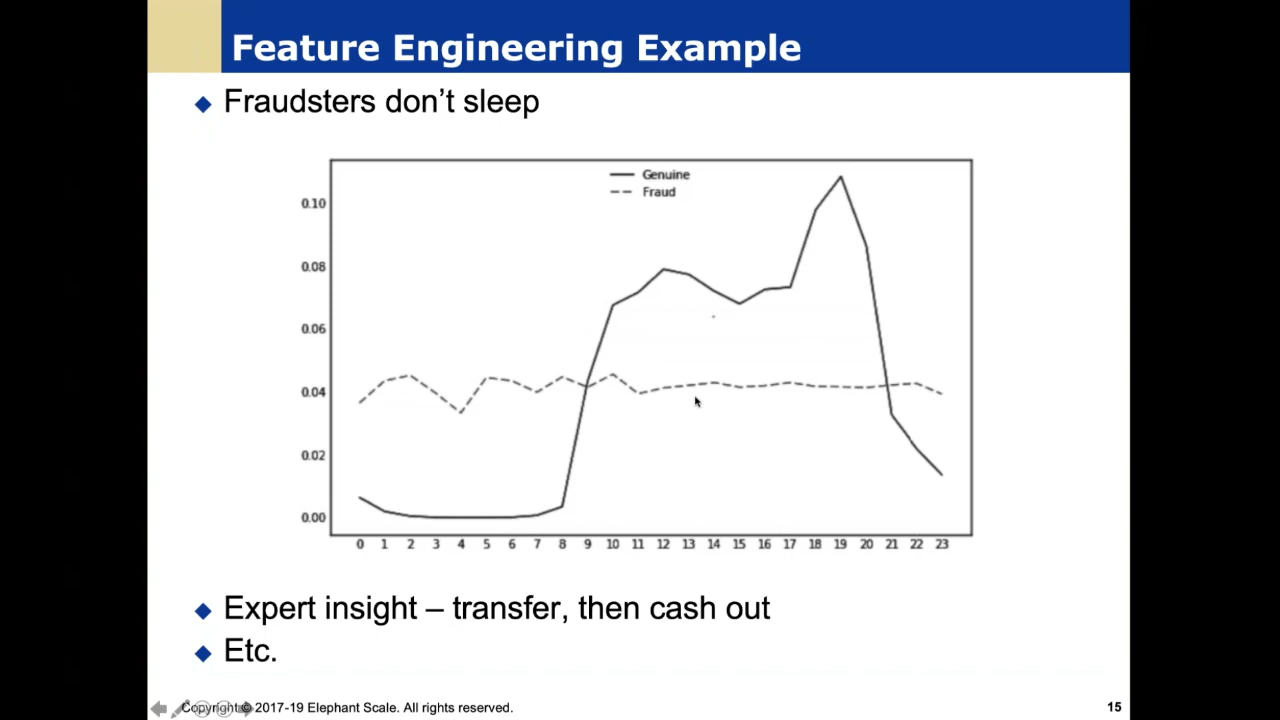 Feature Engineering Example
Fraudsters don’t sleep
Genuine
Fraud
0.10
0.08
0.06
0.04
0.02
0.00
0 1 2 3 4 5 6 7 8 9 10 11 12 13 14 15 16 17 18 19 20 21 22 23
Expert insight – transfer, then cash out
Etc.
Copyright © 2017-19 Elephant Scale. All rights reserved.
15